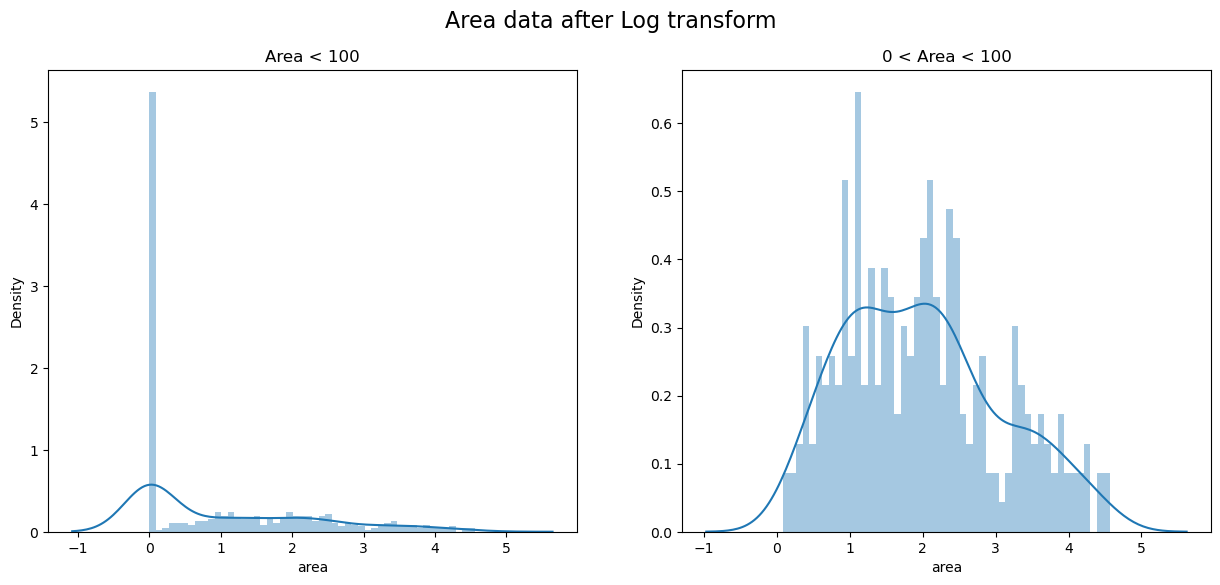 Area data after Log transform
Area < 100
Density
5
4
3
2
1
0
−1 0 1 2 3 4 5
area
0 < Area < 100
Density
0.6
0.5
0.4
0.3
0.2
0.1
0.0
−1 0 1 2 3 4 5
area